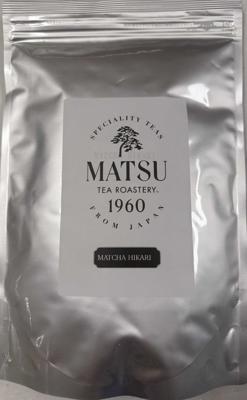 SPECIALITY TEAS
MATSU
TEA ROASTERY®
1960
FROM JAPAN
MATCHA HIKARI